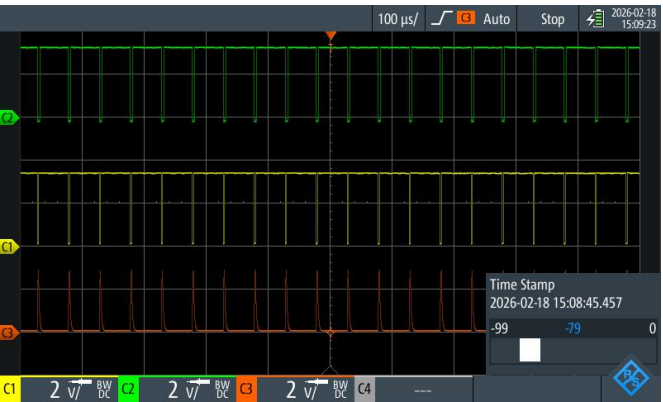 100 µs/ C3 Auto Stop 2026-02-18
15:09:23
C2
C1
C3
Time Stamp
2026-02-18 15:08:45.457
-99 -79 0
C1 2 V/ BW DC C2 2 V/ BW DC C3 2 V/ BW DC C4 ---
R&S